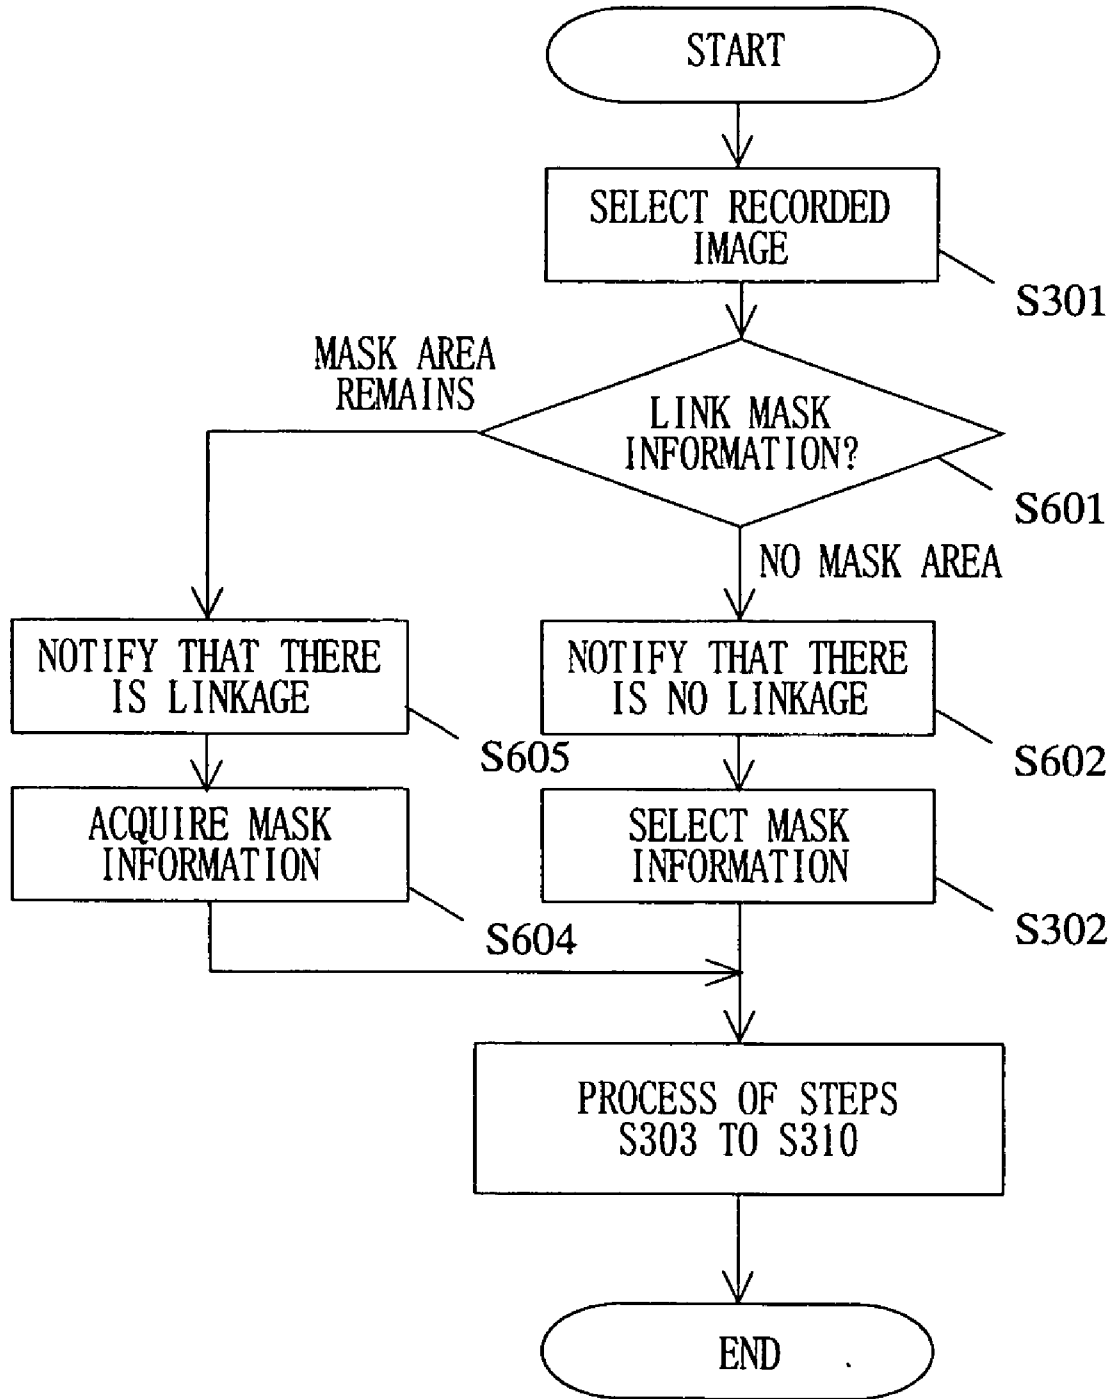 START
SELECT RECORDED
IMAGE
S301
MASK AREA
REMAINS
LINK MASK
INFORMATION?
S601
NO MASK AREA
NOTIFY THAT THERE
IS LINKAGE
S605
NOTIFY THAT THERE
IS NO LINKAGE
S602
ACQUIRE MASK
INFORMATION
S604
SELECT MASK
INFORMATION
S302
PROCESS OF STEPS
S303 TO S310
END